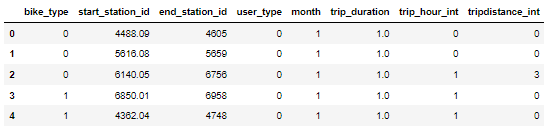 bike_type start_station_id end_station_id user_type month trip_duration trip_hour_int tripdistance_int
0 0 4488.09 4605 0 1 1.0 0 0
1 0 5616.08 5659 0 1 1.0 0 0
2 0 6140.05 6756 0 1 1.0 1 3
3 1 6850.01 6958 0 1 1.0 1 0
4 1 4362.04 4748 0 1 1.0 1 0